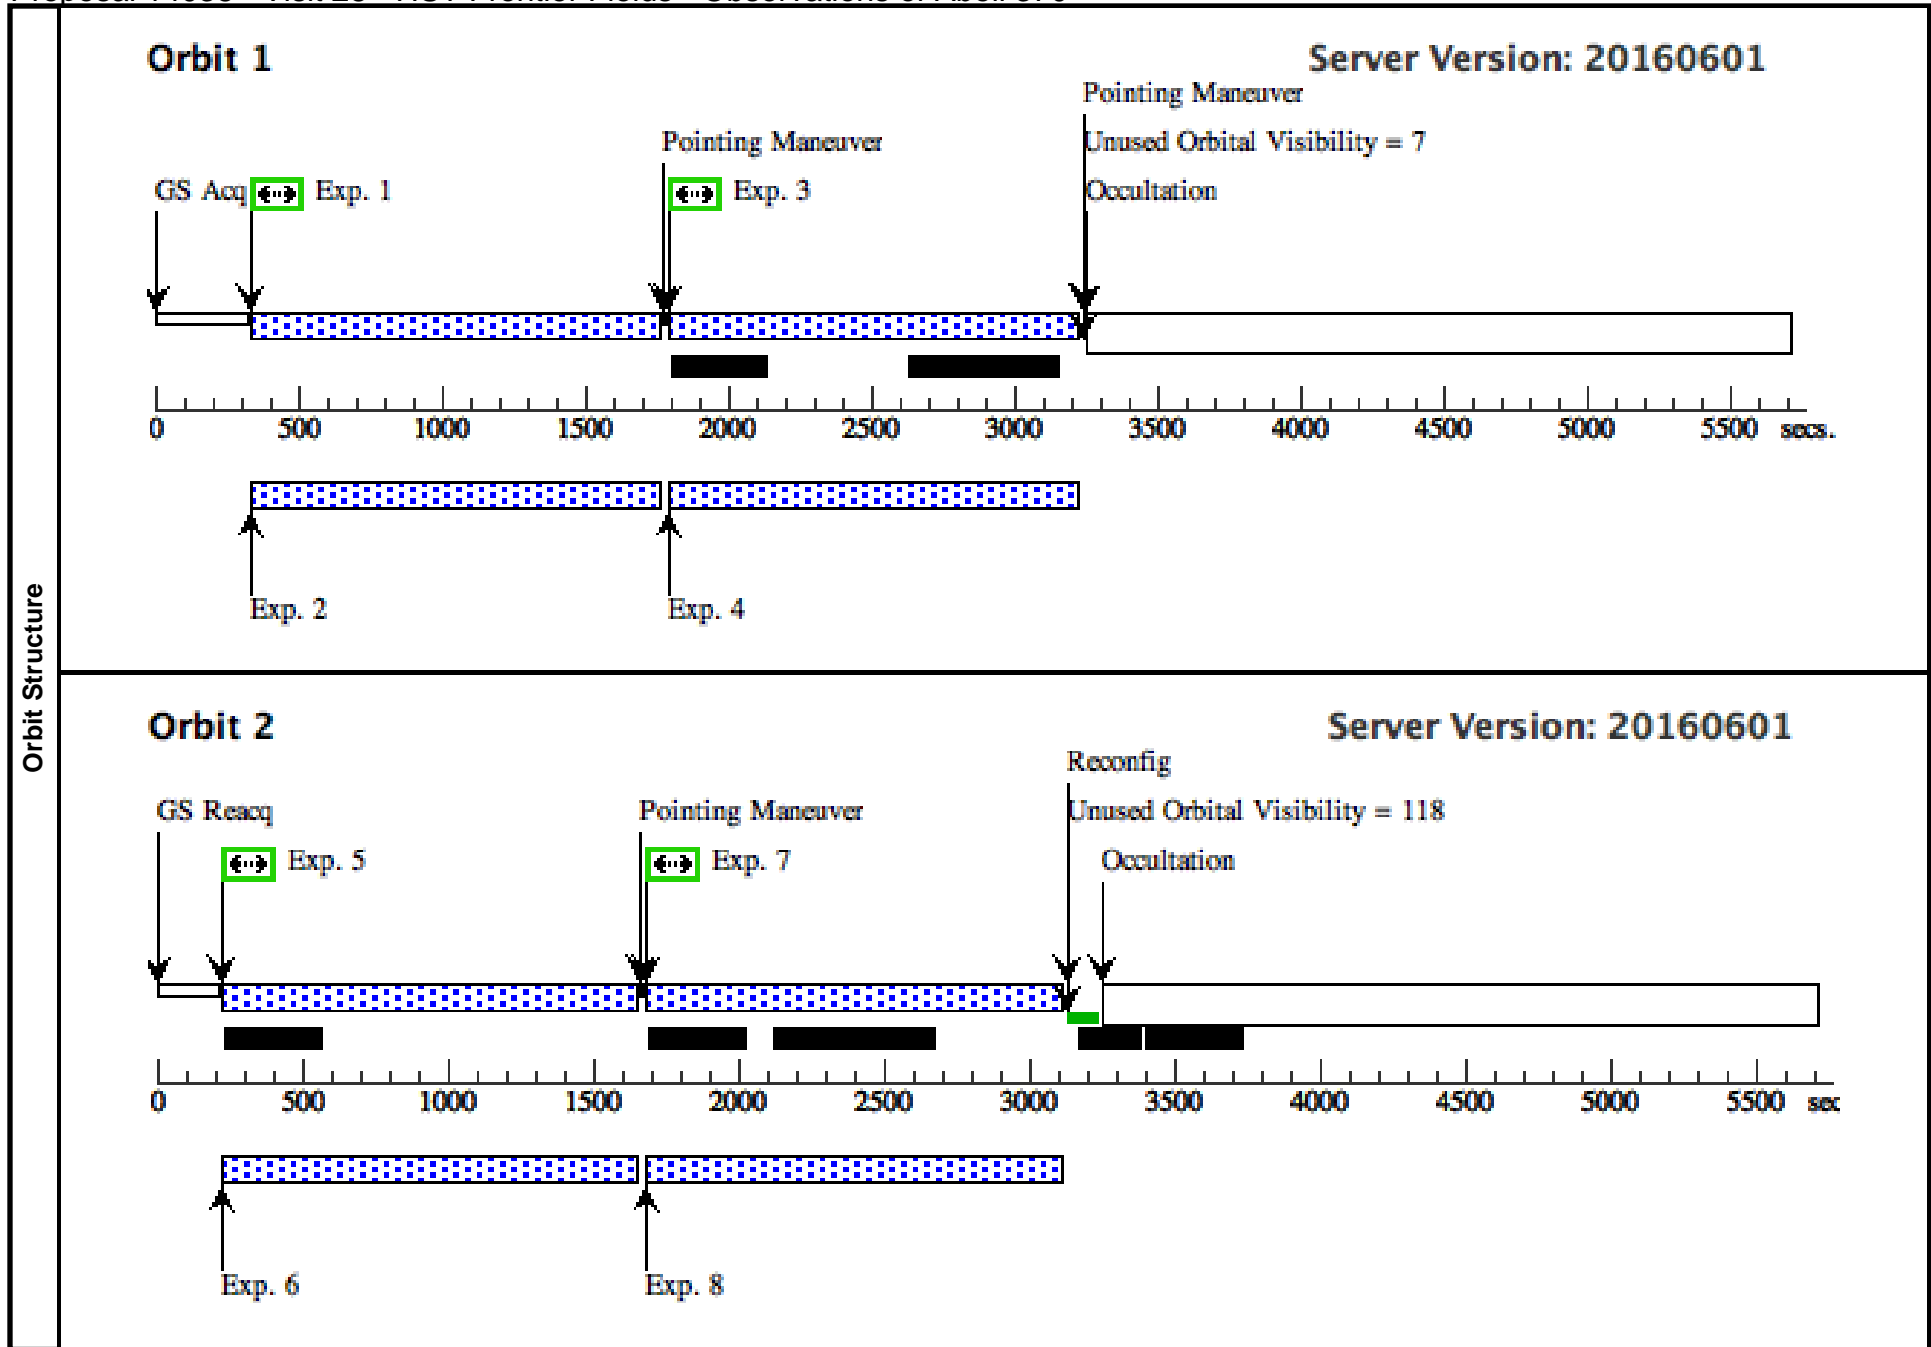 Orbit Structure
Orbit 1
Server Version: 20160601
Pointing Maneuver
Pointing Maneuver
Unused Orbital Visibility = 7
GS Acq
Exp. 1
Exp. 3
Occultation
0 500 1000 1500 2000 2500 3000 3500 4000 4500 5000 5500 secs.
Exp. 2
Exp. 4
Orbit 2
Server Version: 20160601
Reconfig
GS Reacq
Pointing Maneuver
Unused Orbital Visibility = 118
Exp. 5
Exp. 7
Occultation
0 500 1000 1500 2000 2500 3000 3500 4000 4500 5000 5500 sec
Exp. 6
Exp. 8